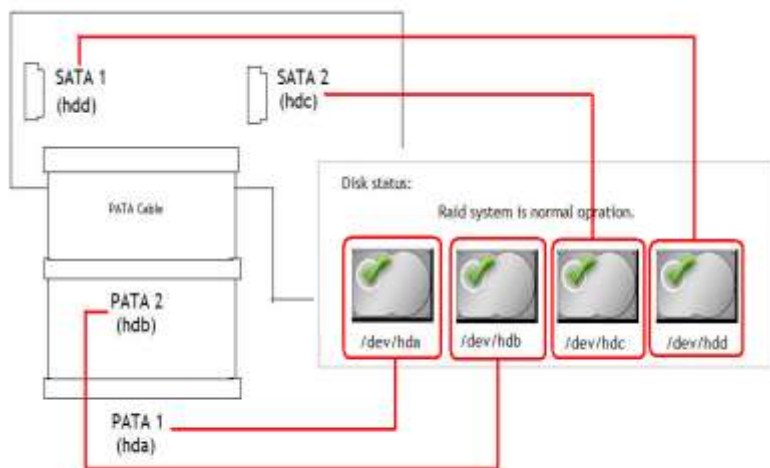 SATA 1
(hdd)
SATA 2
(hdc)
PATA Cable
Disk status:
Raid system is normal opration.
/dev/hda
/dev/hdb
/dev/hdc
/dev/hdd
PATA 2
(hdb)
PATA 1
(hda)